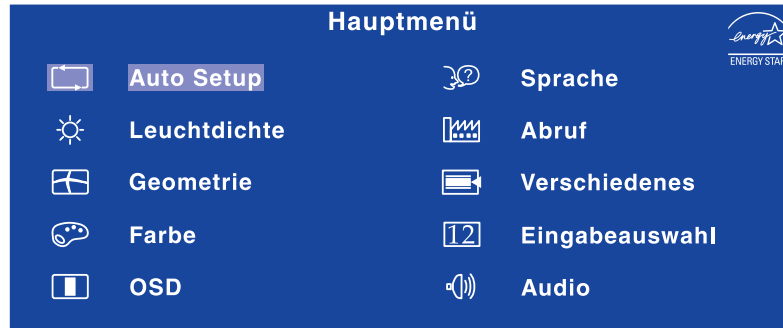 Hauptmenü
energy
ENERGY STAR
Auto Setup
Leuchtdichte
Geometrie
Farbe
OSD
Sprache
Abruf
Verschiedenes
12 Eingabeauswahl
Audio